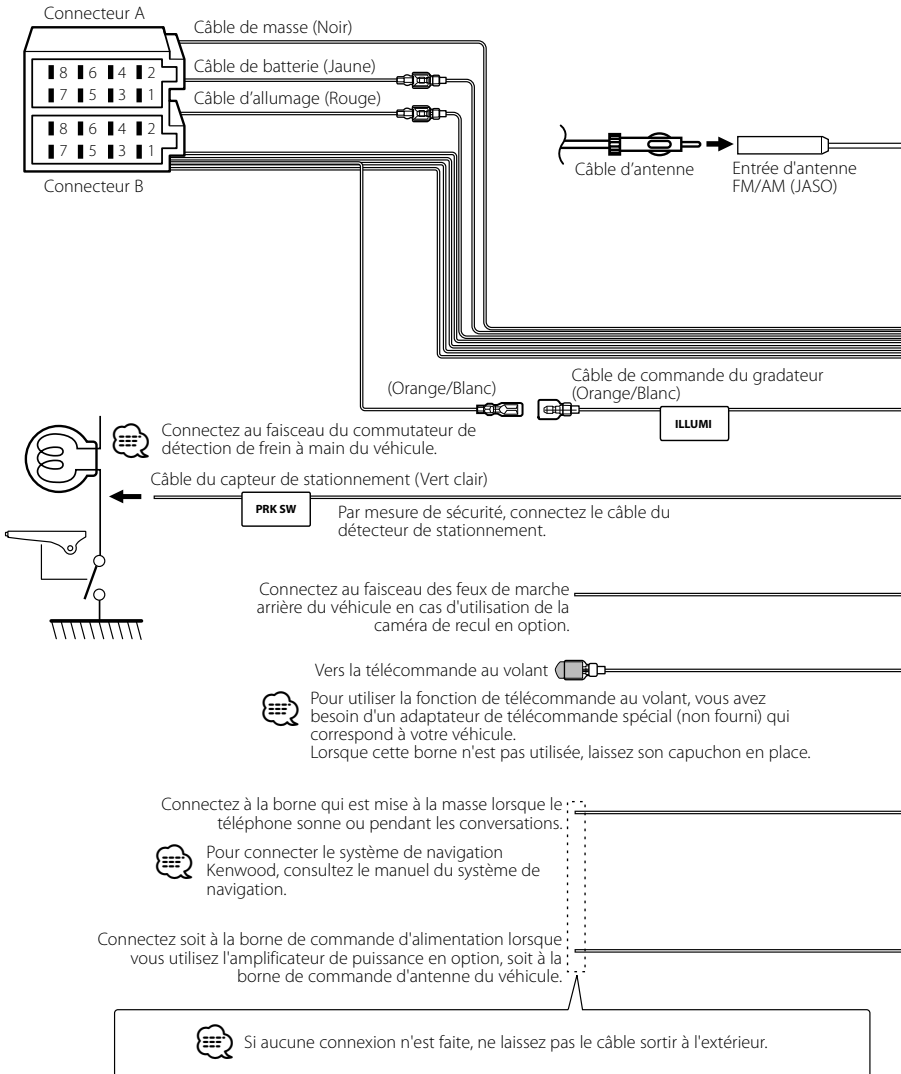 Connecteur A
Câble de masse (Noir)
Câble de batterie (Jaune)
8 6 4 2
7 5 3 1
Câble d'allumage (Rouge)
8 6 4 2
7 5 3 1
Connecteur B
Câble d'antenne
Entrée d'antenne
FM/AM (JASO)
(Orange/Blanc)
Câble de commande du gradateur
(Orange/Blanc)
ILLUMI
Connectez au faisceau du commutateur de
détection de frein à main du véhicule.
Câble du capteur de stationnement (Vert clair)
PRK SW
Par mesure de sécurité, connectez le câble du
détecteur de stationnement.
Connectez au faisceau des feux de marche
arrière du véhicule en cas d'utilisation de la
caméra de recul en option.
Vers la télécommande au volant
Pour utiliser la fonction de télécommande au volant, vous avez
besoin d'un adaptateur de télécommande spécial (non fourni) qui
correspond à votre véhicule.
Lorsque cette borne n'est pas utilisée, laissez son capuchon en place.
Connectez à la borne qui est mise à la masse lorsque le
téléphone sonne ou pendant les conversations.
Pour connecter le système de navigation
Kenwood, consultez le manuel du système de
navigation.
Connectez soit à la borne de commande d'alimentation lorsque
vous utilisez l'amplificateur de puissance en option, soit à la
borne de commande d'antenne du véhicule.
Si aucune connexion n'est faite, ne laissez pas le câble sortir à l'extérieur.